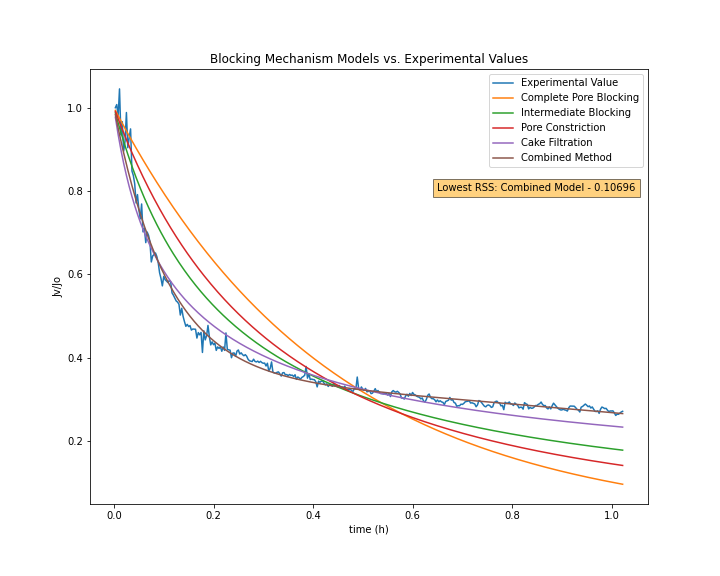 Blocking Mechanism Models vs. Experimental Values
Experimental Value
Complete Pore Blocking
Intermediate Blocking
Pore Constriction
Cake Filtration
Combined Method
Lowest RSS: Combined Model - 0.10696
Jv/Jo
1.0
0.8
0.6
0.4
0.2
0.0 0.2 0.4 0.6 0.8 1.0
time (h)